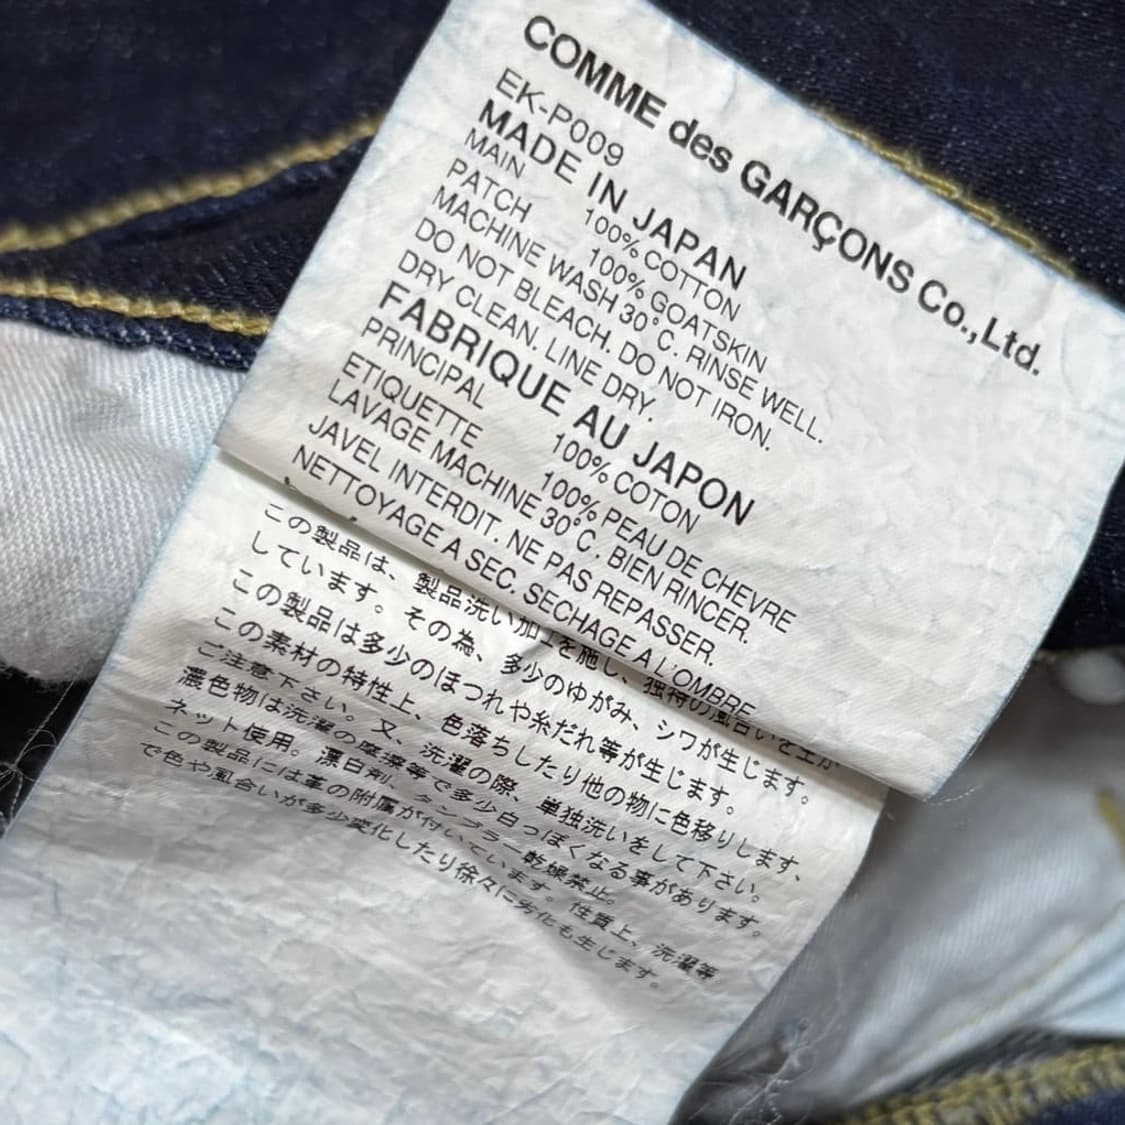 COMME des GARÇONS Co.,Ltd.
EK-P009
MADE IN JAPAN
MAIN 100% COTTON
PATCH 100% GOATSKIN
MACHINE WASH 30°C. RINSE WELL.
DO NOT BLEACH. DO NOT IRON.
DRY CLEAN. LINE DRY.
FABRIQUE AU JAPON
PRINCIPAL 100% COTON
ETIQUETTE 100% PEAU DE CHEVRE
LAVAGE MACHINE 30°C. BIEN RINCER.
JAVEL INTERDIT. NE PAS REPASSER.
NETTOYAGE A SEC. SECHAGE A L'OMBRE
この製品は、製品洗い加工を施し、独特の風合いを生か
しています。その為、多少のゆがみ、シワが生じます。
この製品は多少のほつれや糸だれ等が生じます。
この素材の特性上、色落ちしたり他の物に色移りします、
ご注意下さい。又、洗濯の際、単独洗いをして下さい。
濃色物は洗濯の摩擦等で多少白っぽくなる事があります。
ネット使用。漂白剤、タンブラー乾燥禁止。
この製品には革の附属が付いています。性質上、洗濯等
で色や風合いが多少変化したり徐々に劣化も生じます。